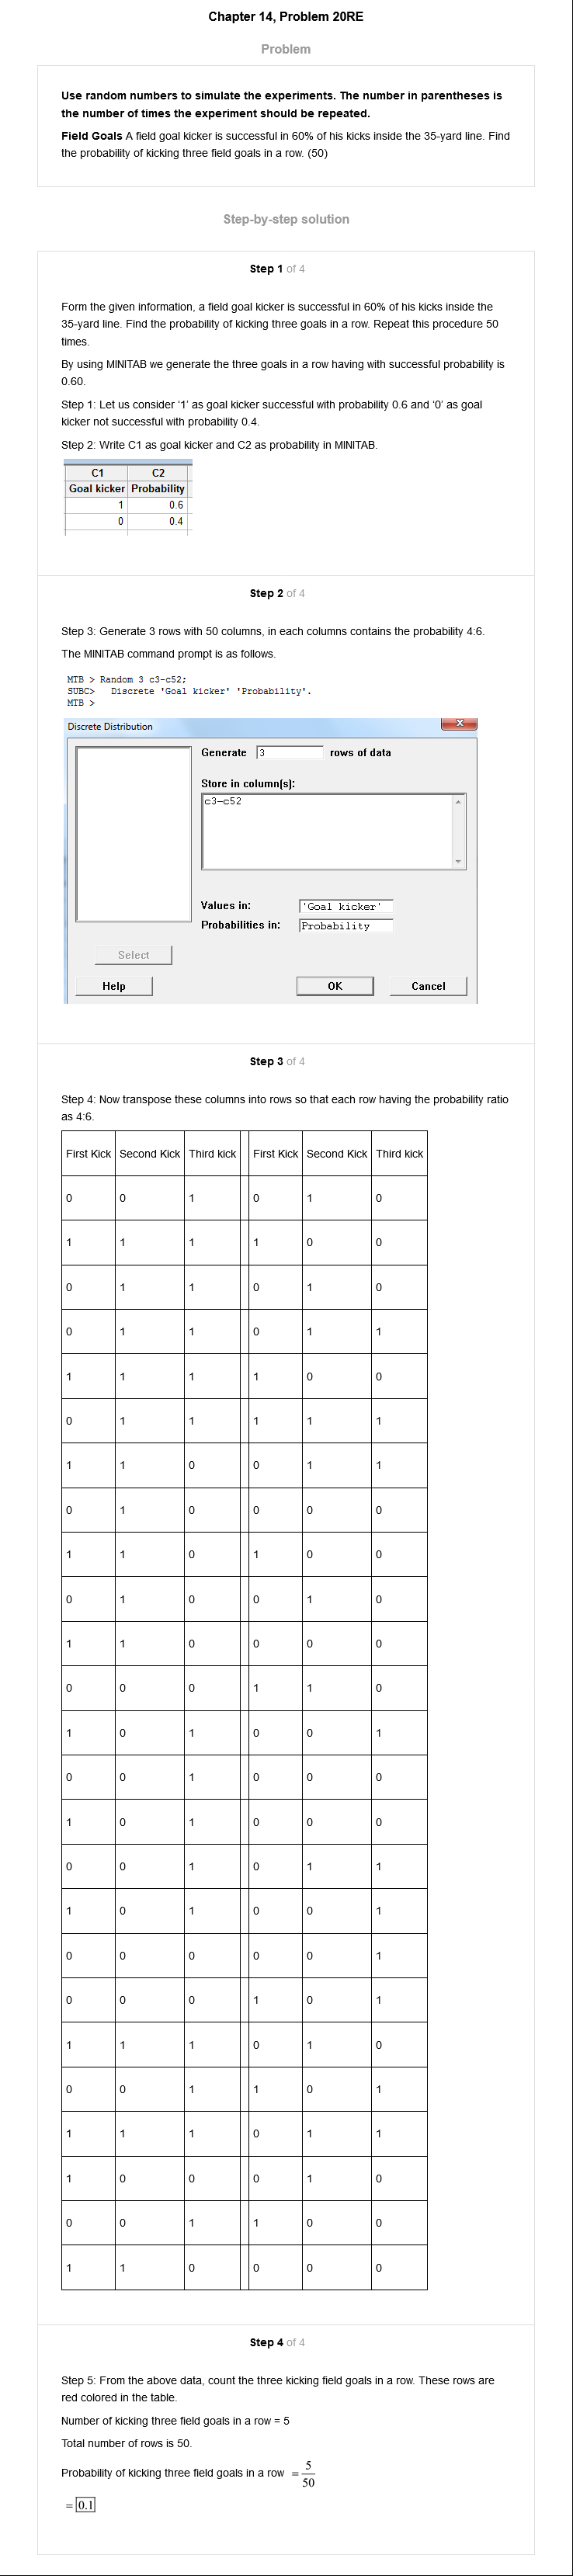 Chapter 14, Problem 20RE
Problem
Use random numbers to simulate the experiments. The number in parentheses is
the number of times the experiment should be repeated.
Field Goals A field goal kicker is successful in 60% of his kicks inside the 35-yard line. Find
the probability of kicking three field goals in a row. (50)
Step-by-step solution
Step 1 of 4
Form the given information, a field goal kicker is successful in 60% of his kicks inside the
35-yard line. Find the probability of kicking three goals in a row. Repeat this procedure 50
times.
By using MINITAB we generate the three goals in a row having with successful probability is
0.60.
Step 1: Let us consider ‘1’ as goal kicker successful with probability 0.6 and ‘0’ as goal
kicker not successful with probability 0.4.
Step 2: Write C1 as goal kicker and C2 as probability in MINITAB.
C1 C2
Goal kicker Probability
1 0.6
0 0.4
Step 2 of 4
Step 3: Generate 3 rows with 50 columns, in each columns contains the probability 4:6.
The MINITAB command prompt is as follows.
MTB > Random 3 c3-c52;
SUBC> Discrete 'Goal kicker' 'Probability'.
MTB >
Discrete Distribution
X
Generate 3 rows of data
Store in column(s):
c3-c52
Values in: 'Goal kicker'
Probabilities in: Probability
Select
Help OK Cancel
Step 3 of 4
Step 4: Now transpose these columns into rows so that each row having the probability ratio
as 4:6.
First Kick Second Kick Third kick First Kick Second Kick Third kick
0 0 1 0 1 0
1 1 1 1 0 0
0 1 1 0 1 0
0 1 1 0 1 1
1 1 1 1 0 0
0 1 1 1 1 1
1 1 0 0 1 1
0 1 0 0 0 0
1 1 0 1 0 0
0 1 0 0 1 0
1 1 0 0 0 0
0 0 0 1 1 0
1 0 1 0 0 1
0 0 1 0 0 0
1 0 1 0 0 0
0 0 1 0 1 1
1 0 1 0 0 1
0 0 0 0 0 1
0 0 0 1 0 1
1 1 1 0 1 0
0 0 1 1 0 1
1 1 1 0 1 1
1 0 0 0 1 0
0 0 1 1 0 0
1 1 0 0 0 0
Step 4 of 4
Step 5: From the above data, count the three kicking field goals in a row. These rows are
red colored in the table.
Number of kicking three field goals in a row = 5
Total number of rows is 50.
Probability of kicking three field goals in a row = 5/50
= 0.1